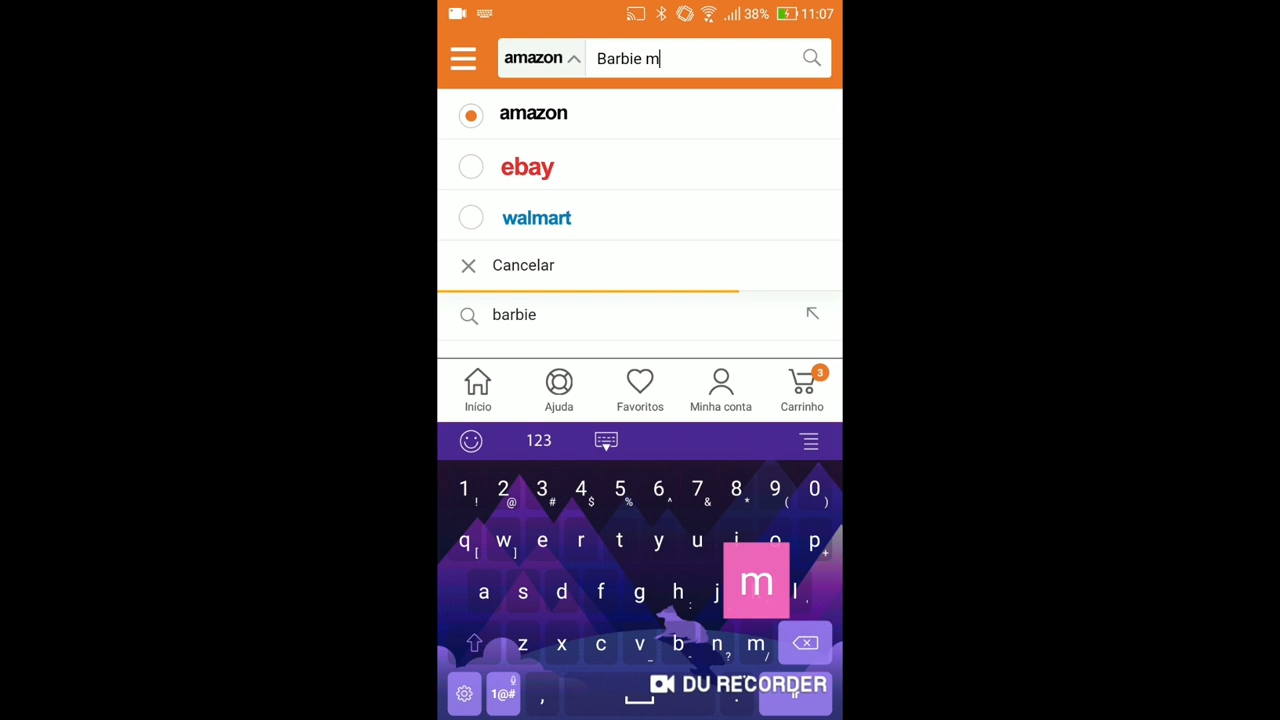 38% 11:07
amazon Barbie m
amazon
ebay
walmart
Cancelar
barbie
3
Início Ajuda Favoritos Minha conta Carrinho
123
1 2 3 4 5 6 7 8 9 0
! @ # $ % ^ & * ( )
q w e r t y u i o p
[ ] +
a s d f g h j m l
: '
z x c v b n m
_ - ? /
1@# , .
DU RECORDER